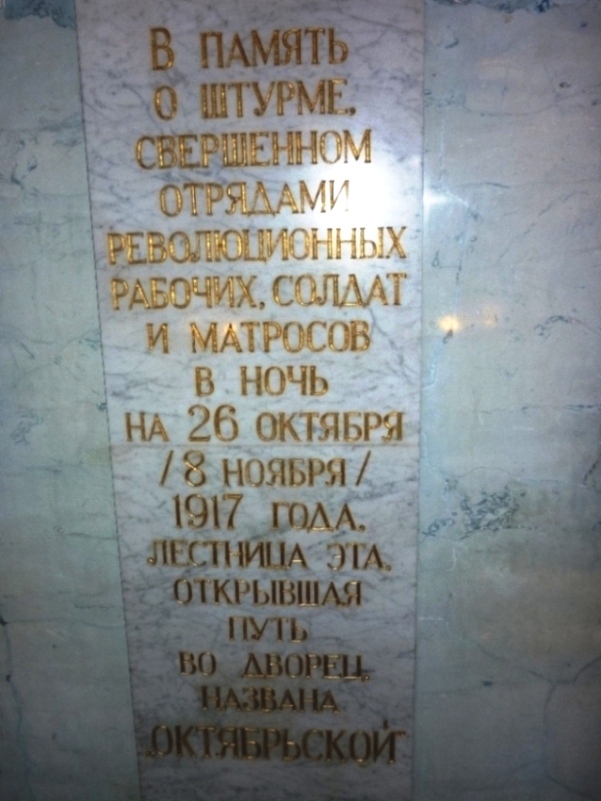 В ПАМЯТЬ
О ШТУРМЕ,
СВЕРШЕННОМ
ОТРЯДАМИ
РЕВОЛЮЦИОННЫХ
РАБОЧИХ, СОЛДАТ
И МАТРОСОВ
В НОЧЬ
НА 26 ОКТЯБРЯ
/8 НОЯБРЯ/
1917 ГОДА,
ЛЕСТНИЦА ЭТА,
ОТКРЫВШАЯ
ПУТЬ
ВО ДВОРЕЦ,
НАЗВАНА
"ОКТЯБРЬСКОЙ"